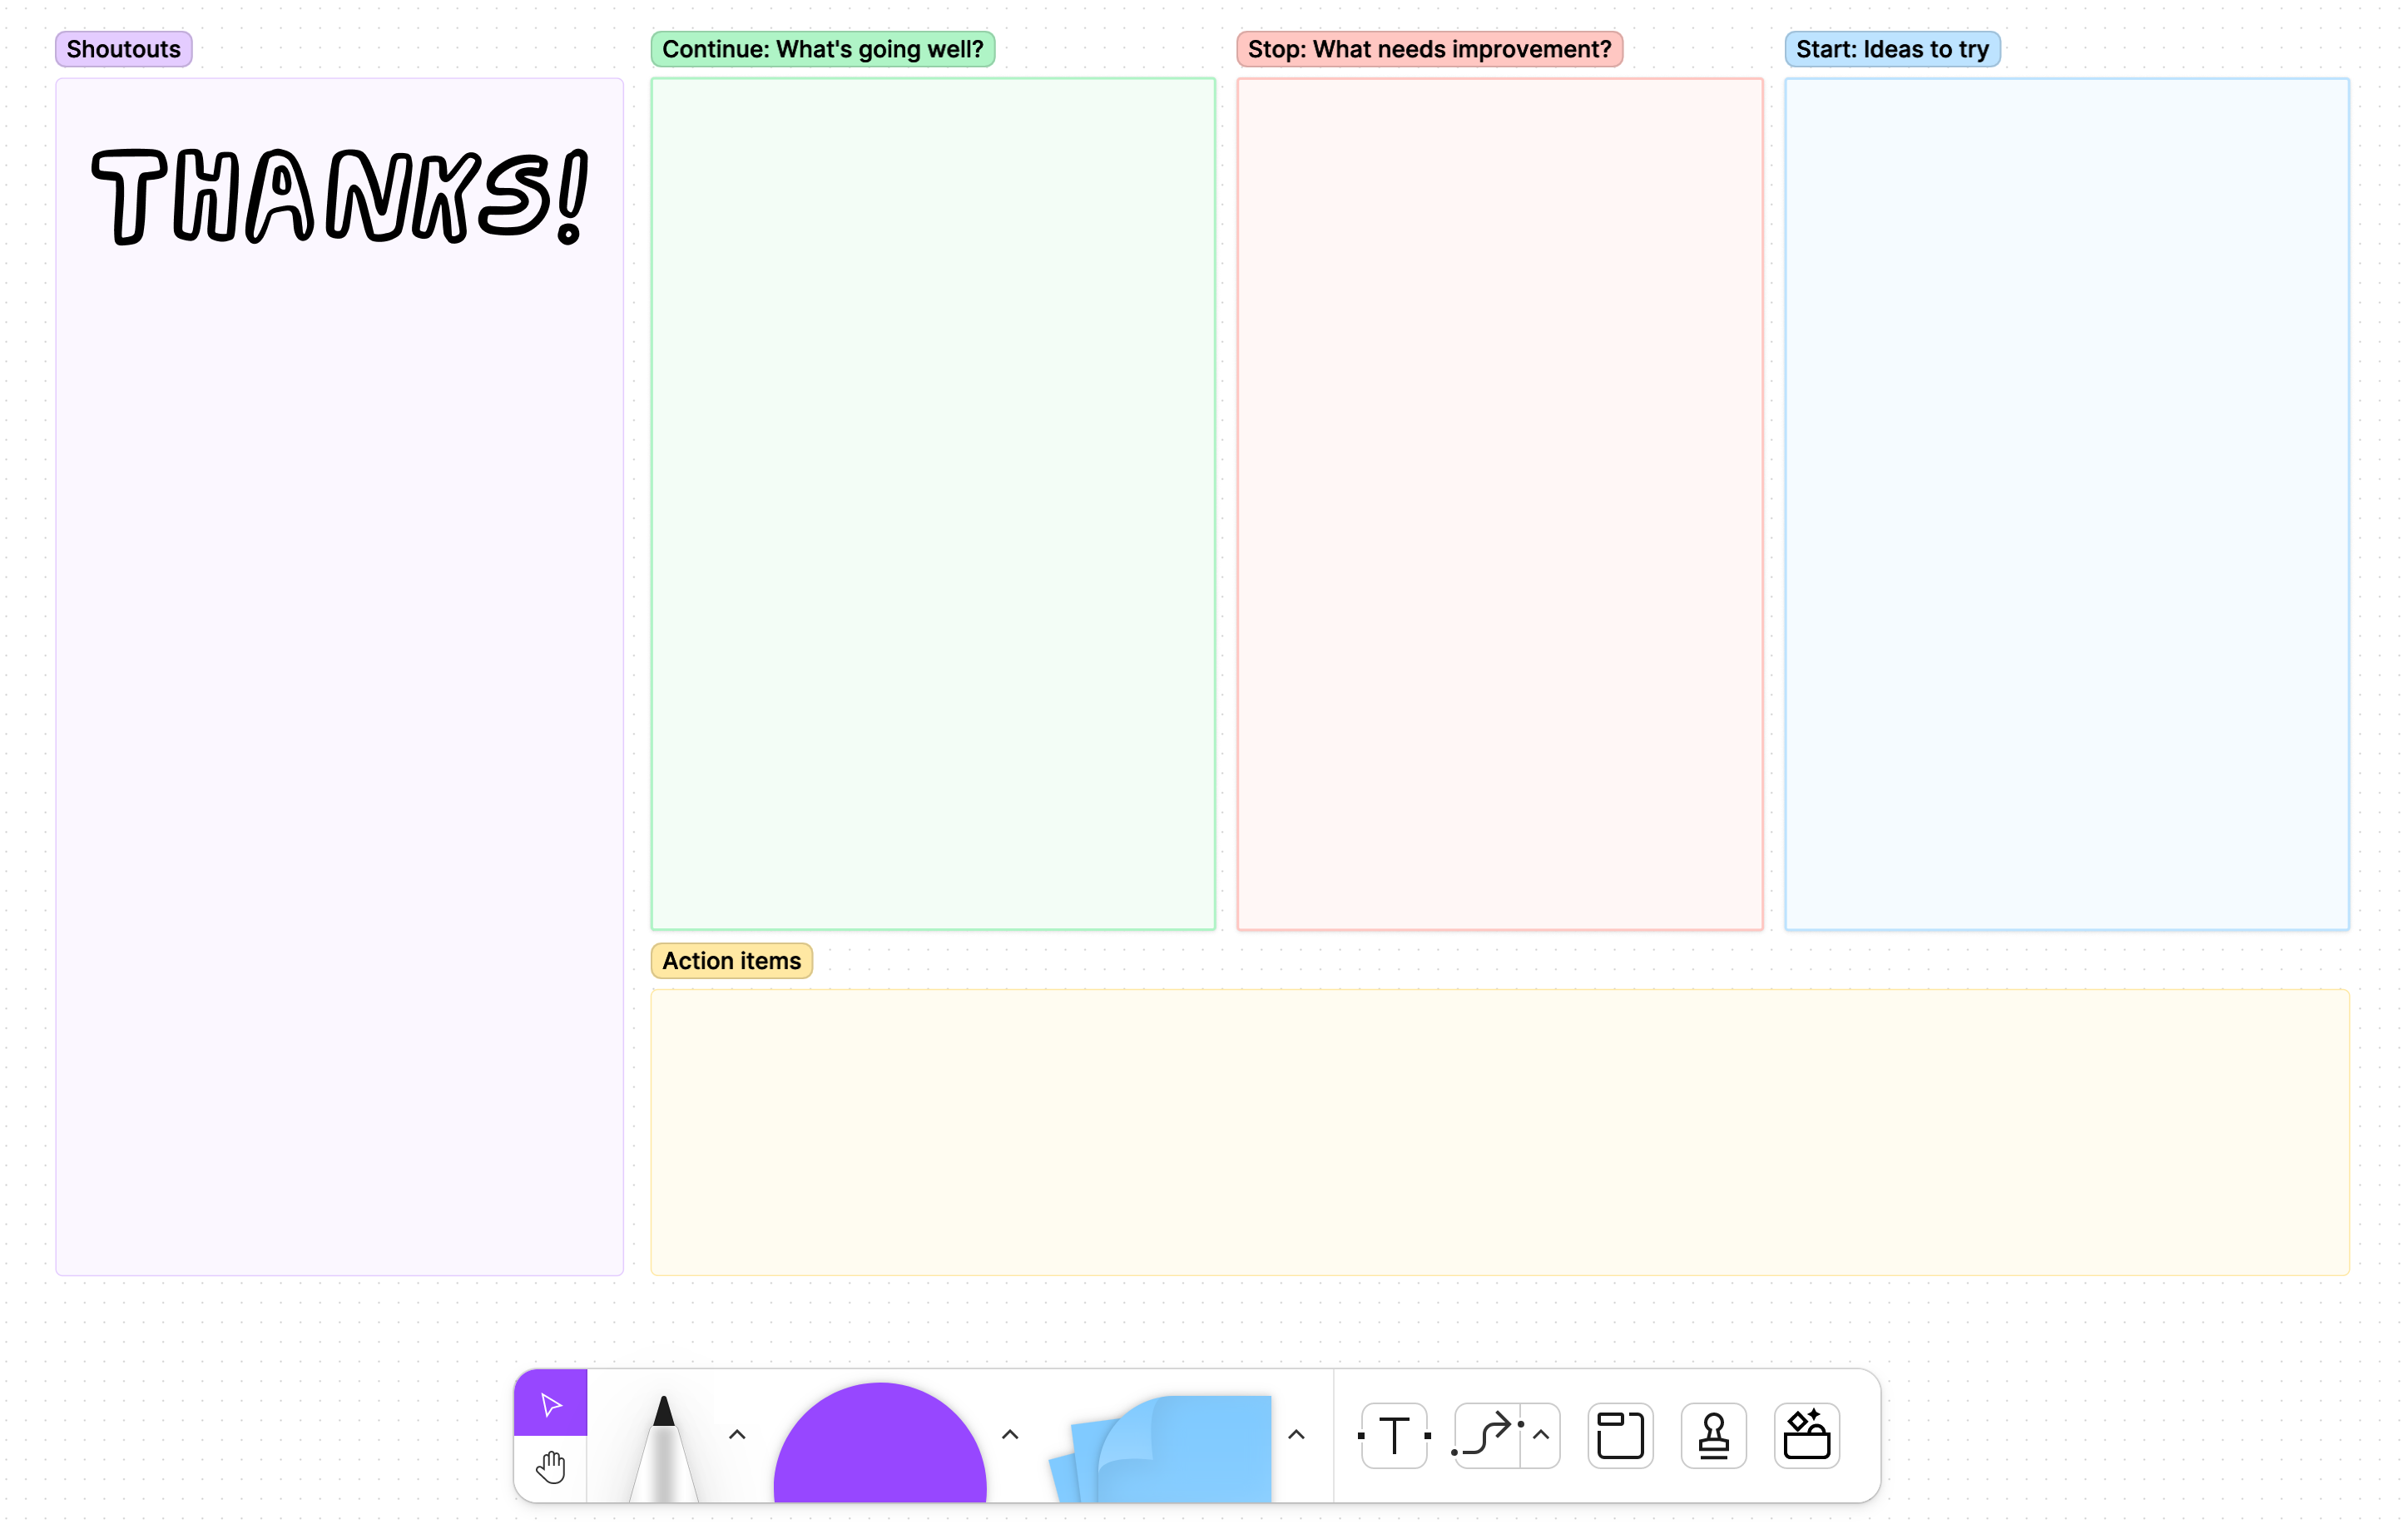 Shoutouts
Continue: What's going well?
Stop: What needs improvement?
Start: Ideas to try
THANKS!
Action items
T